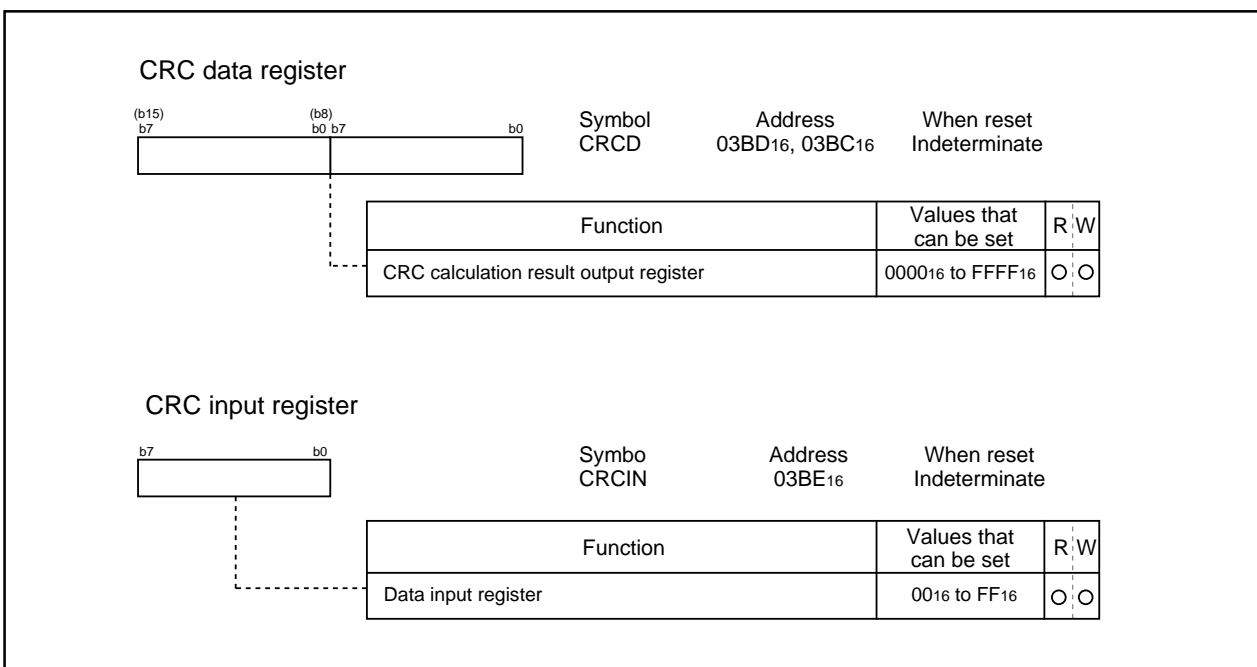 CRC data register
(b15) (b8)
b7 b0 b7 b0
Symbol Address When reset
CRCD 03BD16, 03BC16 Indeterminate
Function Values that can be set R W
CRC calculation result output register 000016 to FFFF16 O O
CRC input register
b7 b0
Symbo Address When reset
CRCIN 03BE16 Indeterminate
Function Values that can be set R W
Data input register 0016 to FF16 O O